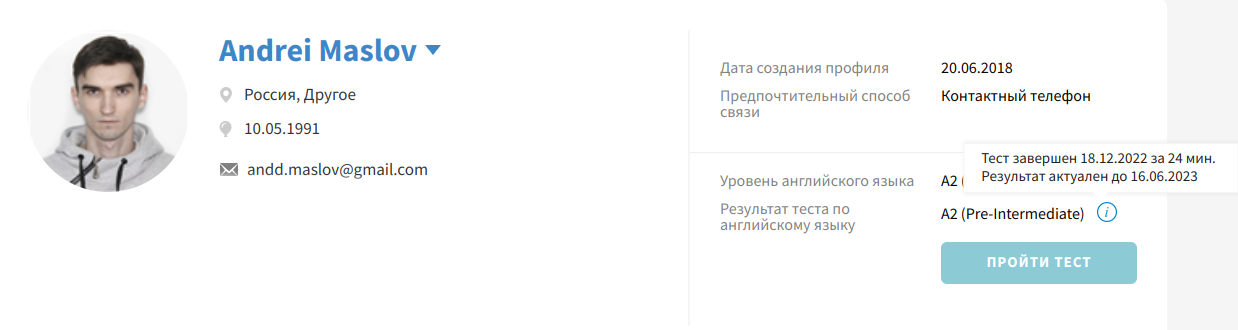 Andrei Maslov
Россия, Другое
10.05.1991
andd.maslov@gmail.com
Дата создания профиля 20.06.2018
Предпочтительный способ Контактный телефон
связи
Тест завершен 18.12.2022 за 24 мин.
Результат актуален до 16.06.2023
Уровень английского языка A2 (
Результат теста по
английскому языку
A2 (Pre-Intermediate) i
ПРОЙТИ ТЕСТ